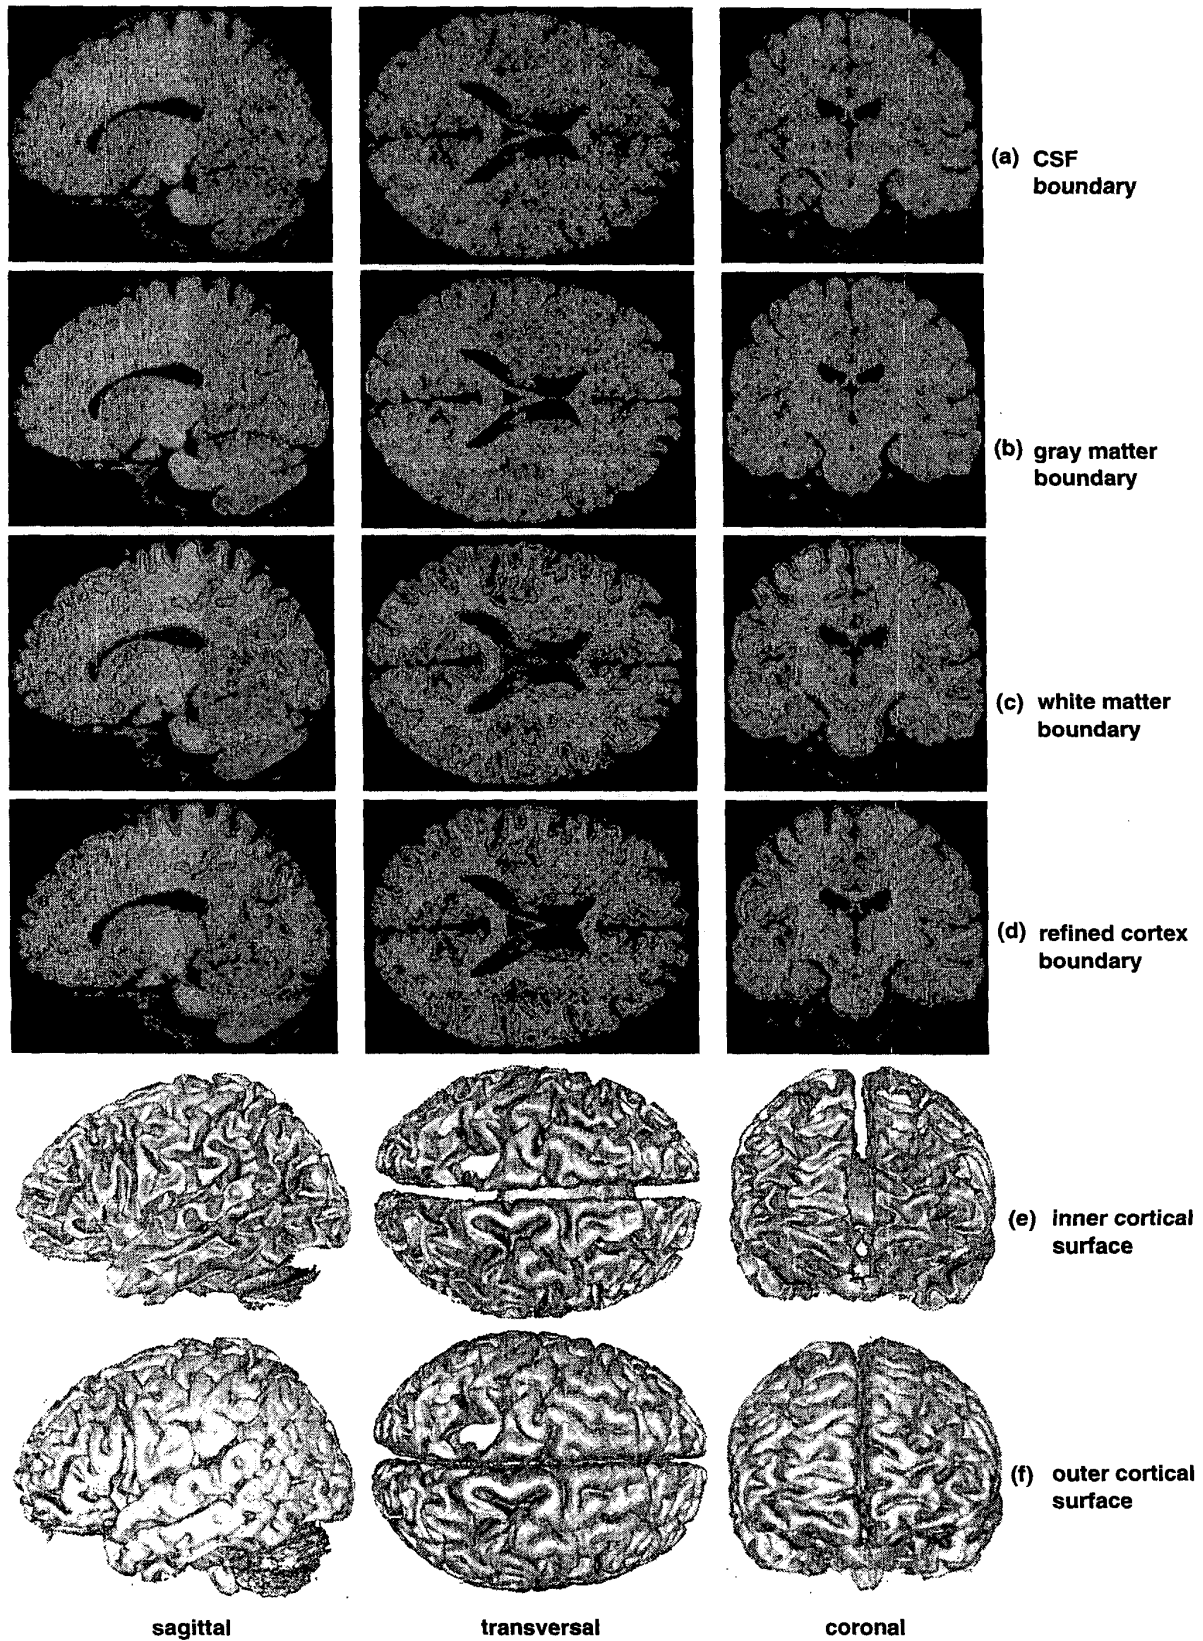 (a) CSF
boundary
(b) gray matter
boundary
(c) white matter
boundary
(d) refined cortex
boundary
(e) inner cortical
surface
(f) outer cortical
surface
sagittal transversal coronal